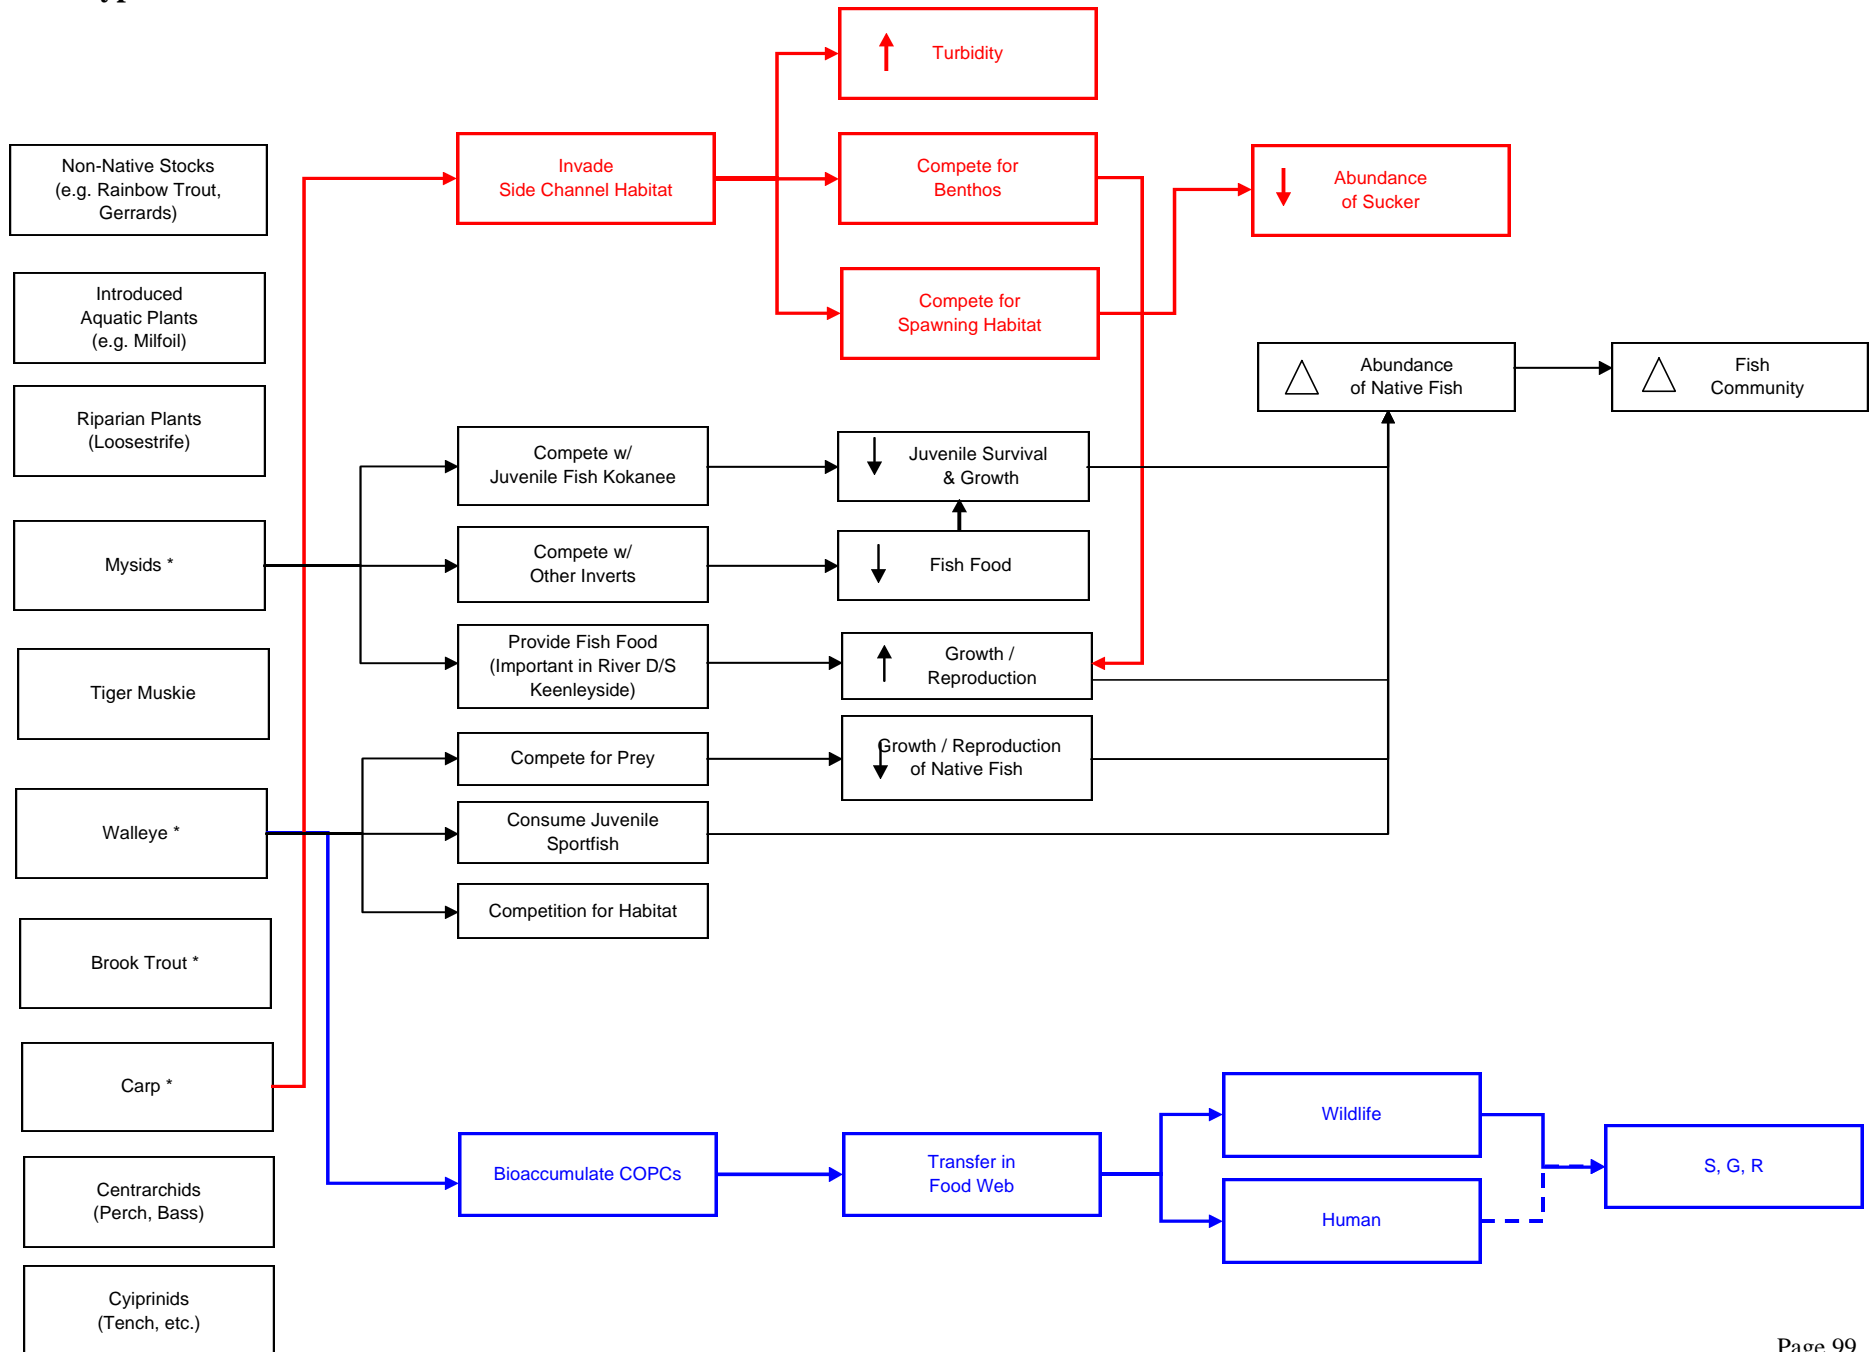 Turbidity
Non-Native Stocks
(e.g. Rainbow Trout,
Gerrards)
Invade
Side Channel Habitat
Compete for
Benthos
Abundance
of Sucker
Introduced
Aquatic Plants
(e.g. Milfoil)
Compete for
Spawning Habitat
Abundance
of Native Fish
Fish
Community
Riparian Plants
(Loosestrife)
Compete w/
Juvenile Fish Kokanee
Juvenile Survival
& Growth
Mysids *
Compete w/
Other Inverts
Fish Food
Provide Fish Food
(Important in River D/S
Keenleyside)
Growth /
Reproduction
Tiger Muskie
Compete for Prey
Growth / Reproduction
of Native Fish
Walleye *
Consume Juvenile
Sportfish
Competition for Habitat
Brook Trout *
Carp *
Wildlife
Bioaccumulate COPCs
Transfer in
Food Web
S, G, R
Centrarchids
(Perch, Bass)
Human
Cyiprinids
(Tench, etc.)
Page 99